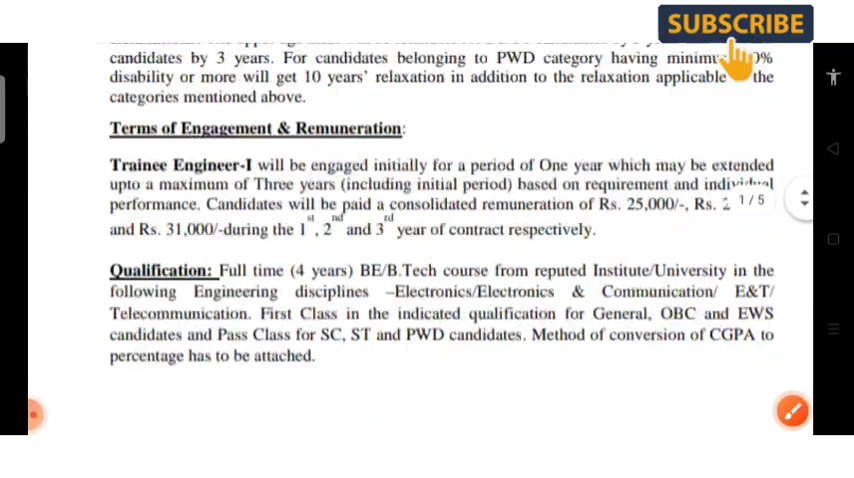 SUBSCRIBE
candidates by 3 years. For candidates belonging to PWD category having 0%
disability or more will get 10 years' relaxation in addition to the relaxation applicable the
categories mentioned above.
Terms of Engagement & Remuneration:
Trainee Engineer-I will be engaged initially for a period of One year which may be extended
upto a maximum of Three years (including initial period) based on requirement and
performance. Candidates will be paid a consolidated remuneration of Rs. 25,000/-, Rs.
1 / 5
and Rs. 31,000/-during the 1st, 2nd and 3rd year of contract respectively.
Qualification: Full time (4 years) BE/B.Tech course from reputed Institute/University in the
following Engineering disciplines –Electronics/Electronics & Communication/ E&T/
Telecommunication. First Class in the indicated qualification for General, OBC and EWS
candidates and Pass Class for SC, ST and PWD candidates. Method of conversion of CGPA to
percentage has to be attached.